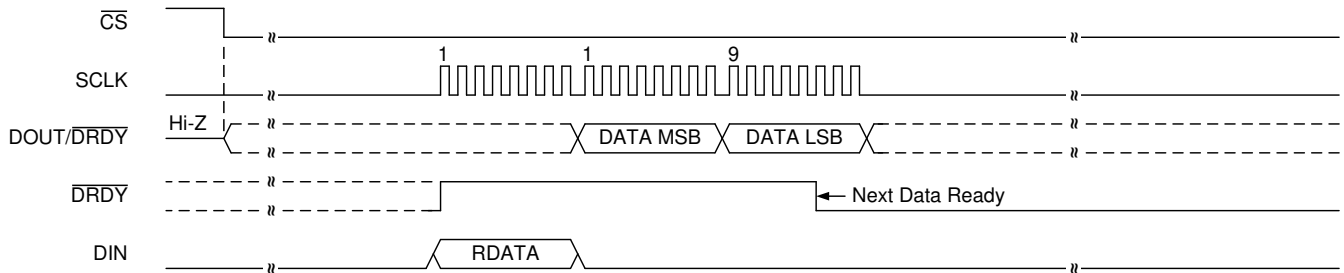 CS
1 1 9
SCLK
Hi-Z
DOUT/DRDY DATA MSB DATA LSB
DRDY Next Data Ready
DIN RDATA